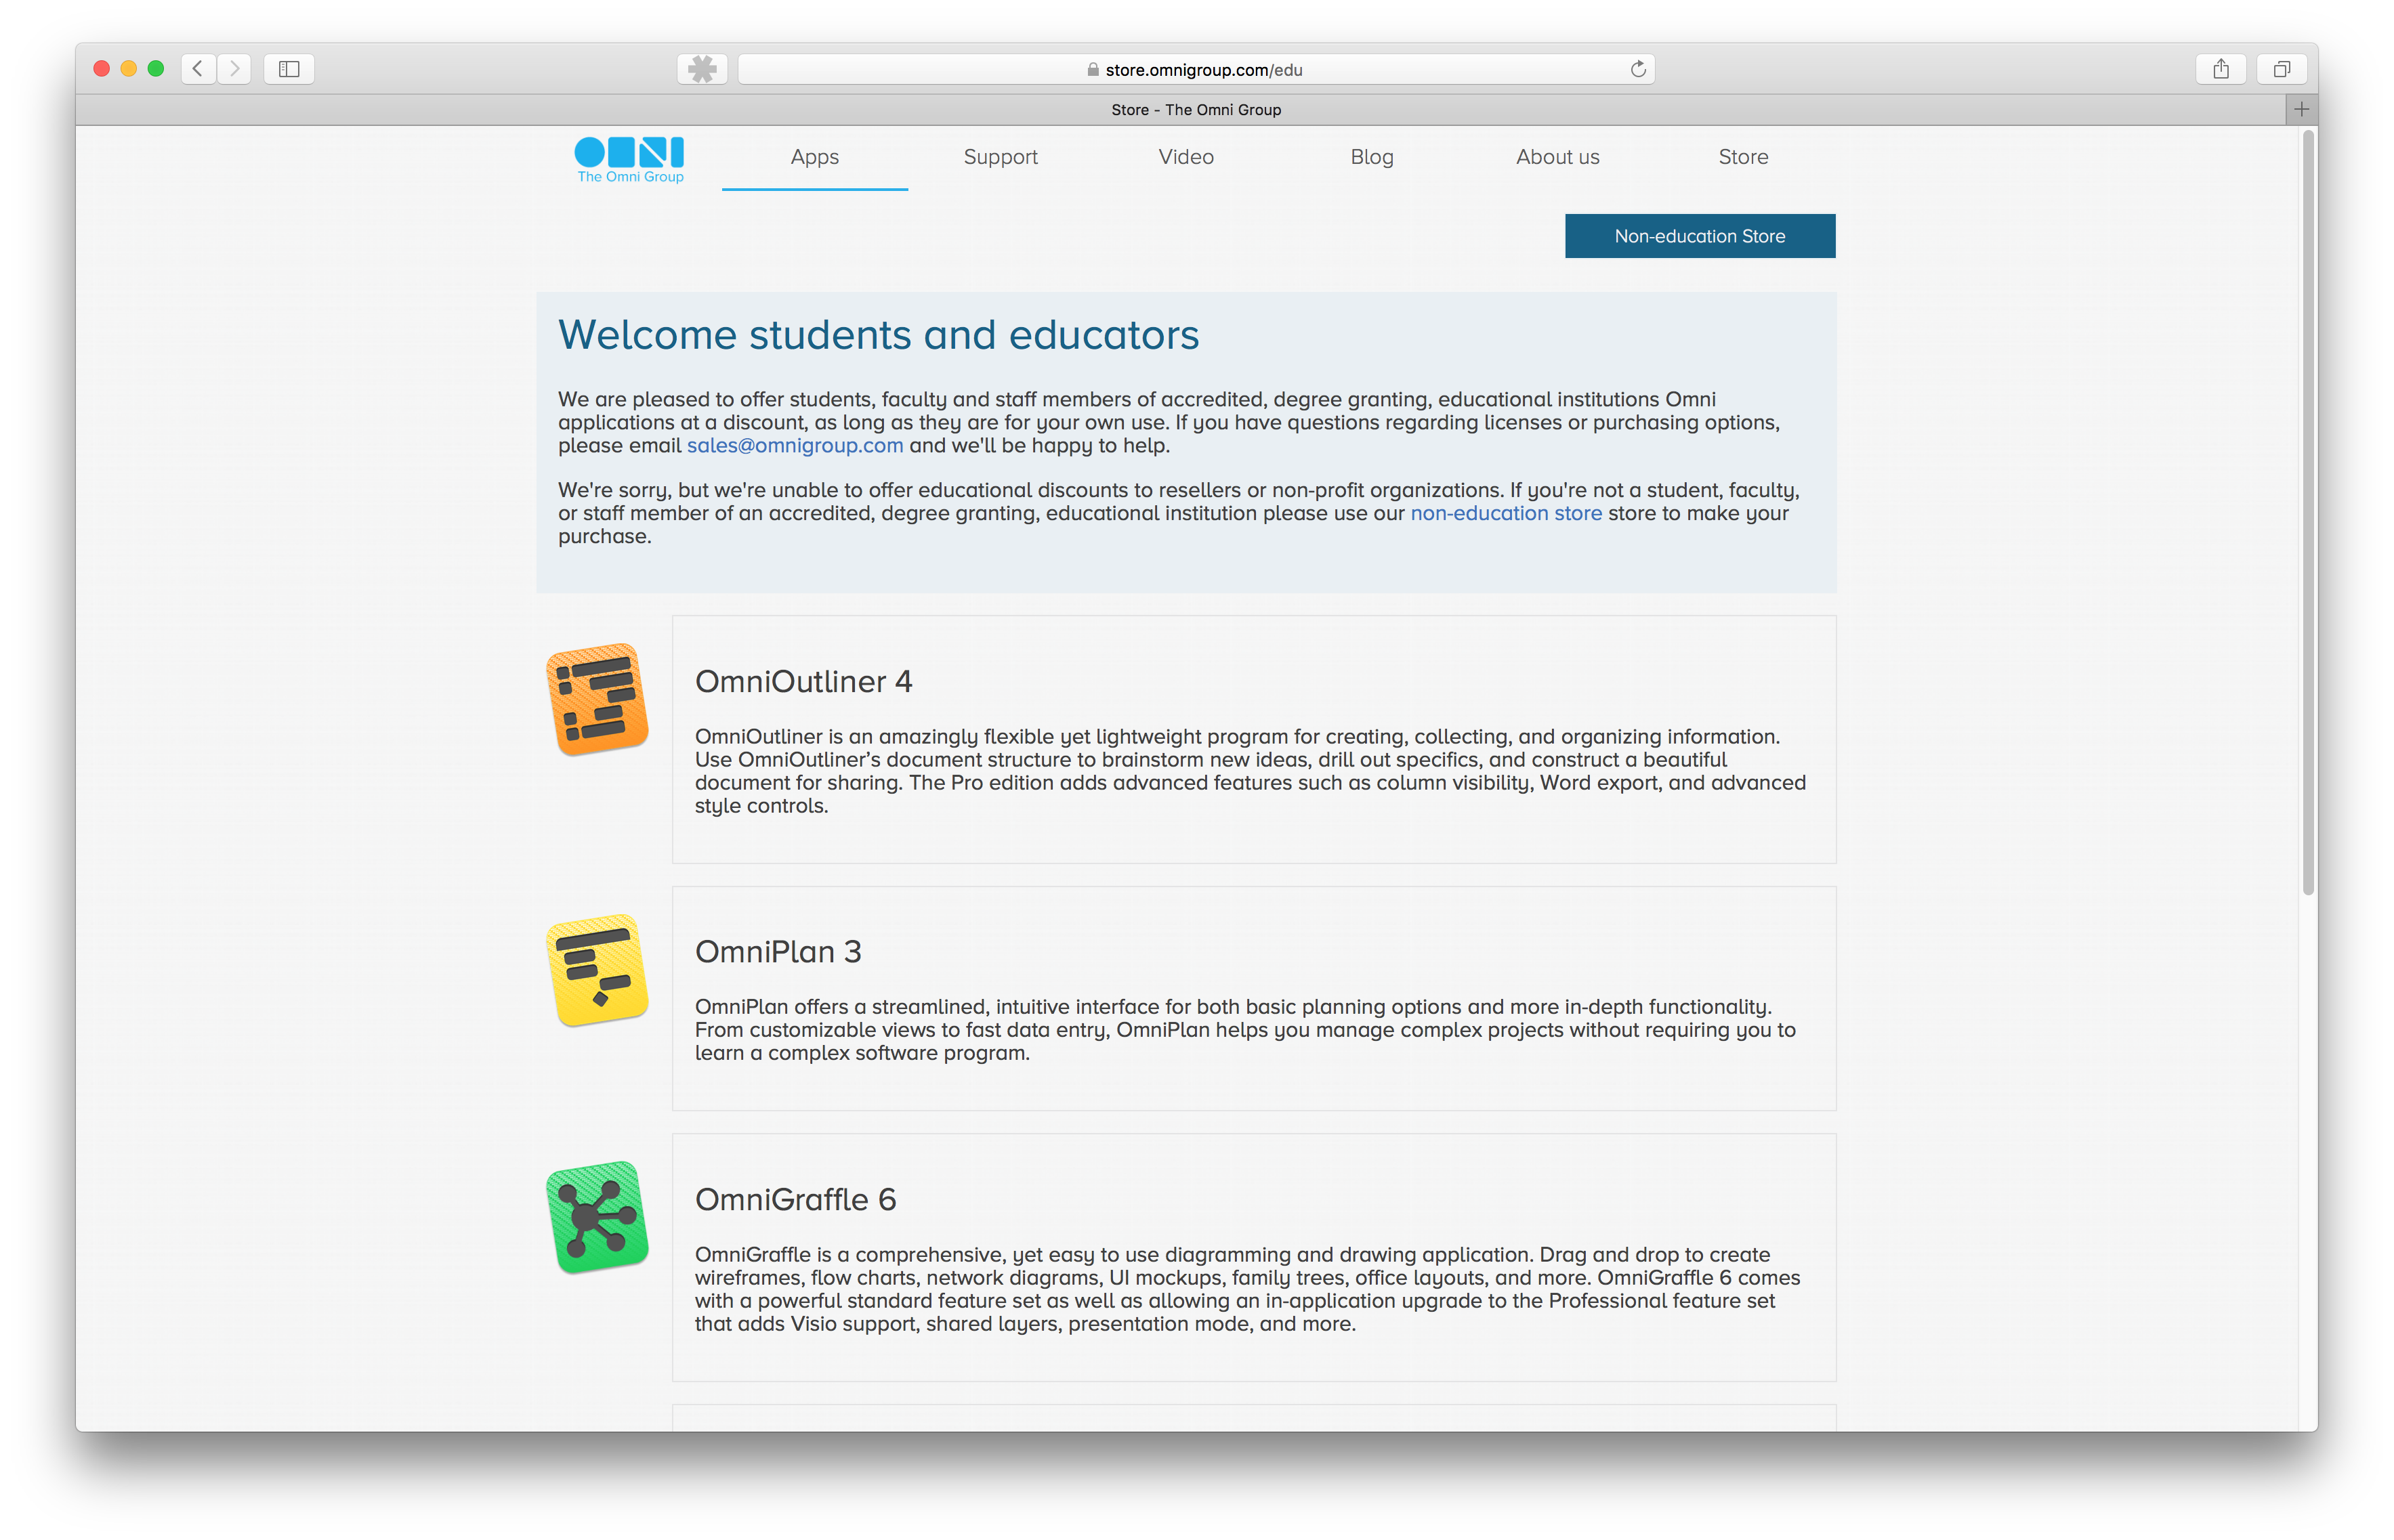 store.omnigroup.com/edu
Store - The Omni Group
OMNI
The Omni Group
Apps
Support
Video
Blog
About us
Store
Non-education Store
Welcome students and educators
We are pleased to offer students, faculty and staff members of accredited, degree granting, educational institutions Omni
applications at a discount, as long as they are for your own use. If you have questions regarding licenses or purchasing options,
please email sales@omnigroup.com and we'll be happy to help.
We're sorry, but we're unable to offer educational discounts to resellers or non-profit organizations. If you're not a student, faculty,
or staff member of an accredited, degree granting, educational institution please use our non-education store store to make your
purchase.
OmniOutliner 4
OmniOutliner is an amazingly flexible yet lightweight program for creating, collecting, and organizing information.
Use OmniOutliner’s document structure to brainstorm new ideas, drill out specifics, and construct a beautiful
document for sharing. The Pro edition adds advanced features such as column visibility, Word export, and advanced
style controls.
OmniPlan 3
OmniPlan offers a streamlined, intuitive interface for both basic planning options and more in-depth functionality.
From customizable views to fast data entry, OmniPlan helps you manage complex projects without requiring you to
learn a complex software program.
OmniGraffle 6
OmniGraffle is a comprehensive, yet easy to use diagramming and drawing application. Drag and drop to create
wireframes, flow charts, network diagrams, UI mockups, family trees, office layouts, and more. OmniGraffle 6 comes
with a powerful standard feature set as well as allowing an in-application upgrade to the Professional feature set
that adds Visio support, shared layers, presentation mode, and more.